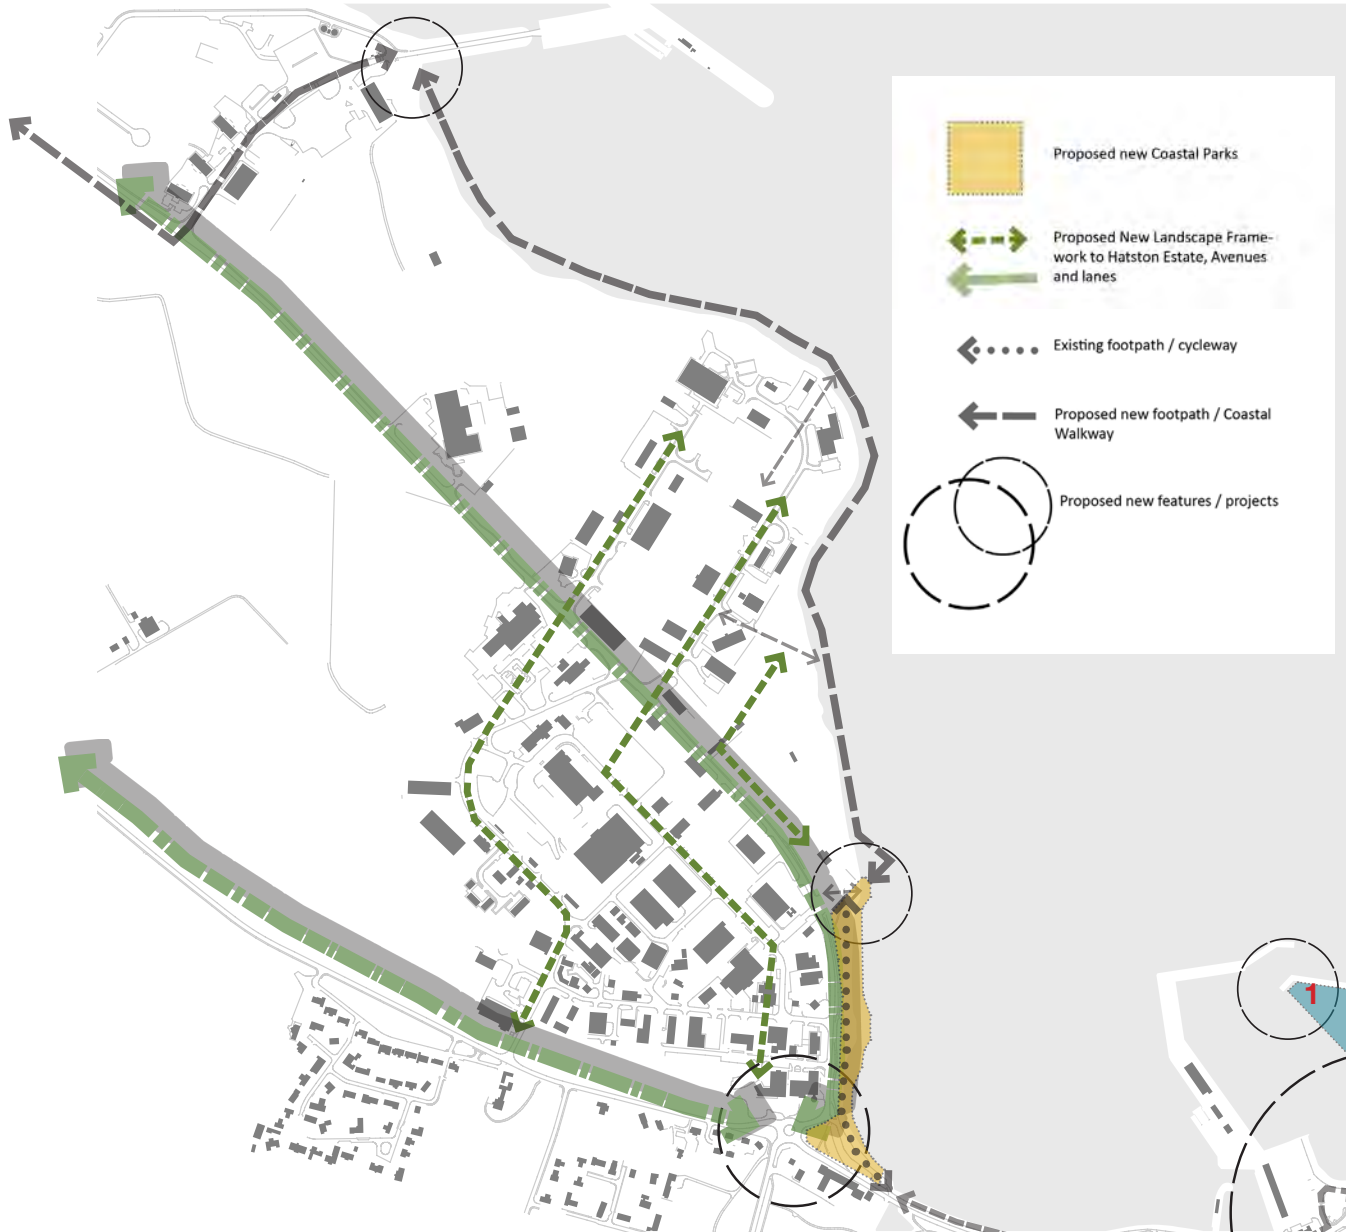 Proposed new Coastal Parks
Proposed New Landscape Frame-
work to Hatston Estate, Avenues
and lanes
Existing footpath / cycleway
Proposed new footpath / Coastal
Walkway
Proposed new features / projects
1